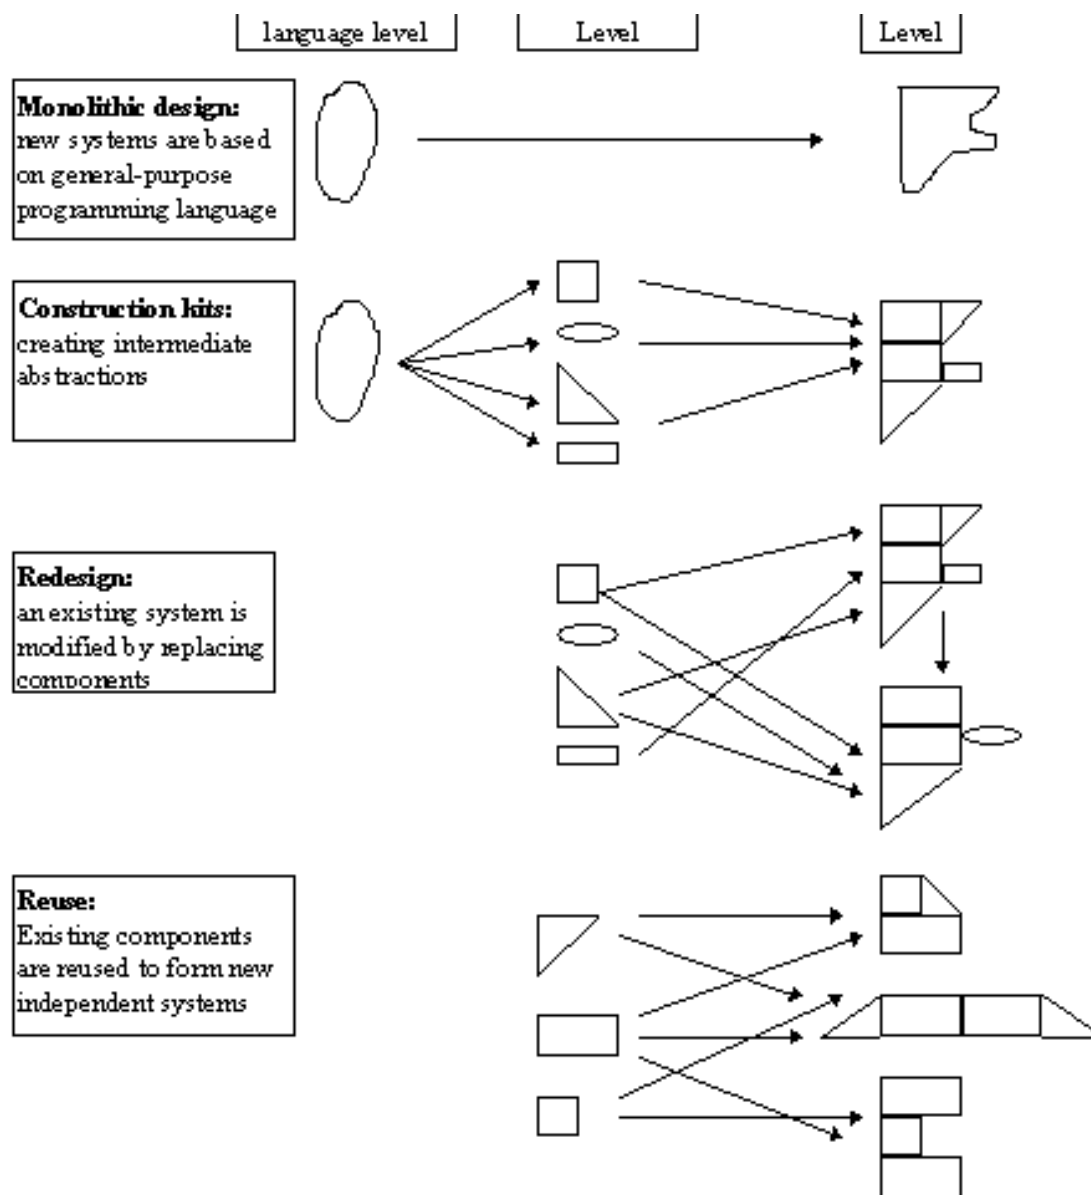 language level
Level
Level
Monolithic design:
new systems are based
on general-purpose
programming language
Construction kits:
creating intermediate
abstractions
Redesign:
an existing system is
modified by replacing
components
Reuse:
Existing components
are reused to form new
independent systems